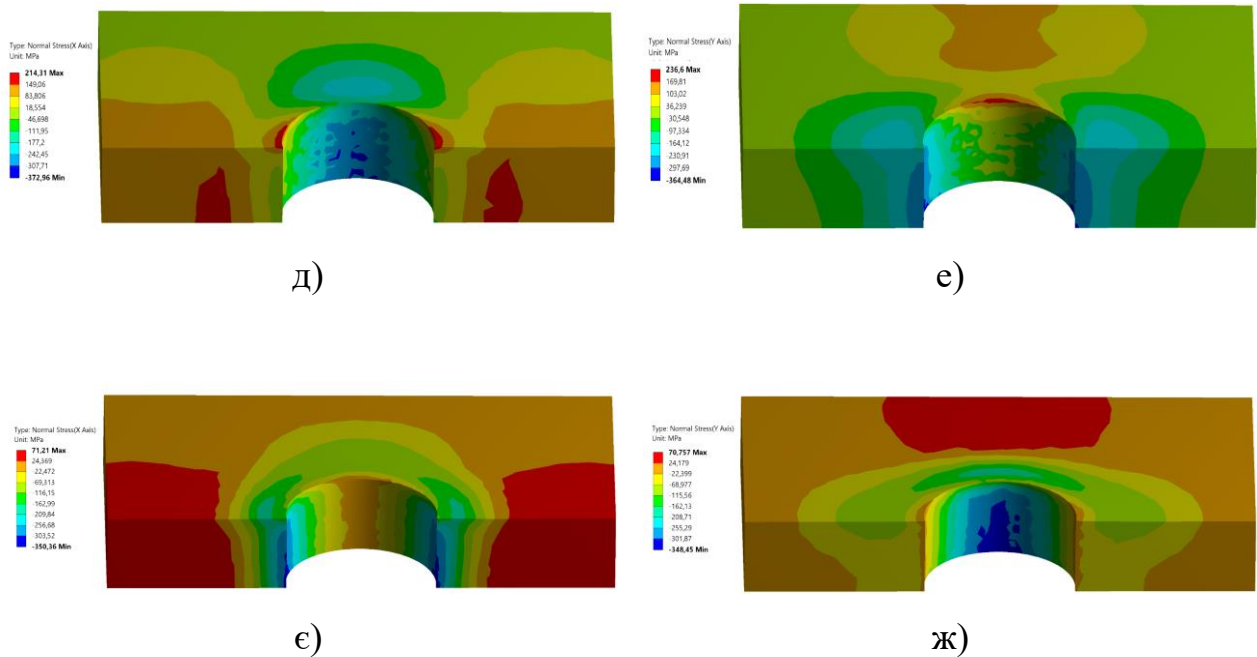 Type: Normal Stress(X Axis)
Unit: MPa
214,31 Max
149,06
83,806
18,554
-46,698
-111,95
-177,2
-242,45
-307,71
-372,96 Min
д)
Type: Normal Stress(Y Axis)
Unit: MPa
236,6 Max
169,81
103,02
36,239
-30,548
-97,334
-164,12
-230,91
-297,69
-364,48 Min
е)
Type: Normal Stress(X Axis)
Unit: MPa
71,21 Max
24,369
-22,472
-69,313
-116,15
-162,99
-209,84
-256,68
-303,52
-350,36 Min
є)
Type: Normal Stress(Y Axis)
Unit: MPa
70,757 Max
24,179
-22,399
-68,977
-115,56
-162,13
-208,71
-255,29
-301,87
-348,45 Min
ж)